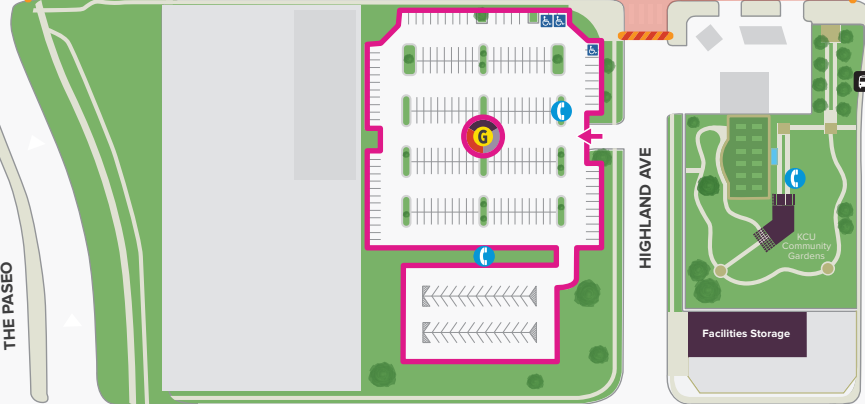 G
HIGHLAND AVE
THE PASEO
KCU
Community
Gardens
Facilities Storage